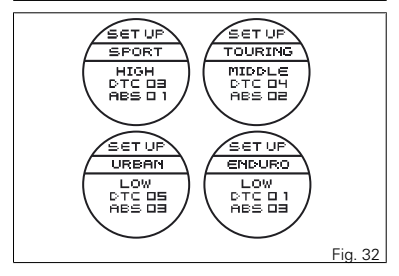 SET UP
SPORT
HIGH
DTC 03
ABS 01
SET UP
TOURING
MIDDLE
DTC 04
ABS 02
SET UP
URBAN
LOW
DTC 05
ABS 03
SET UP
ENDURO
LOW
DTC 01
ABS 03
Fig. 32